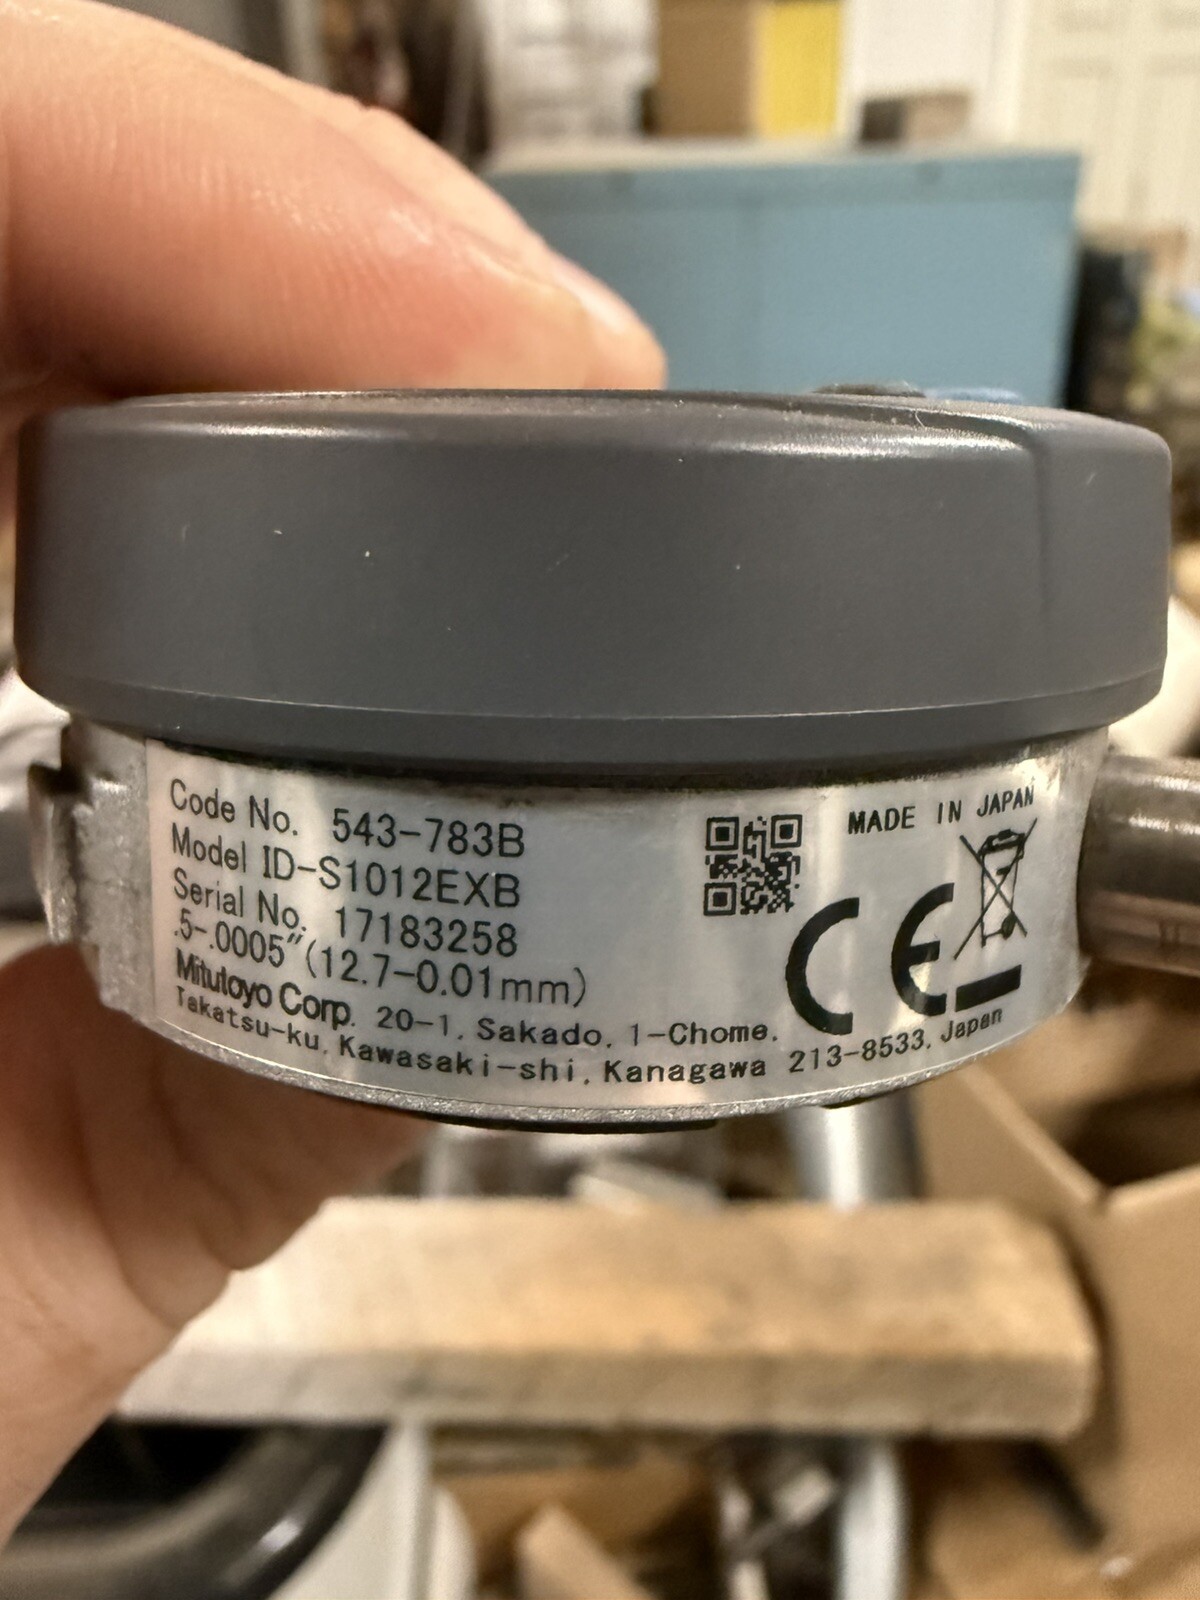 Code No. 543-783B
Model ID-S1012EXB
Serial No. 17183258
.5-.0005″(12.7-0.01mm)
Mitutoyo Corp. 20-1, Sakado, 1-Chome,
Takatsu-ku, Kawasaki-shi, Kanagawa 213-8533, Japan
MADE IN JAPAN
CE